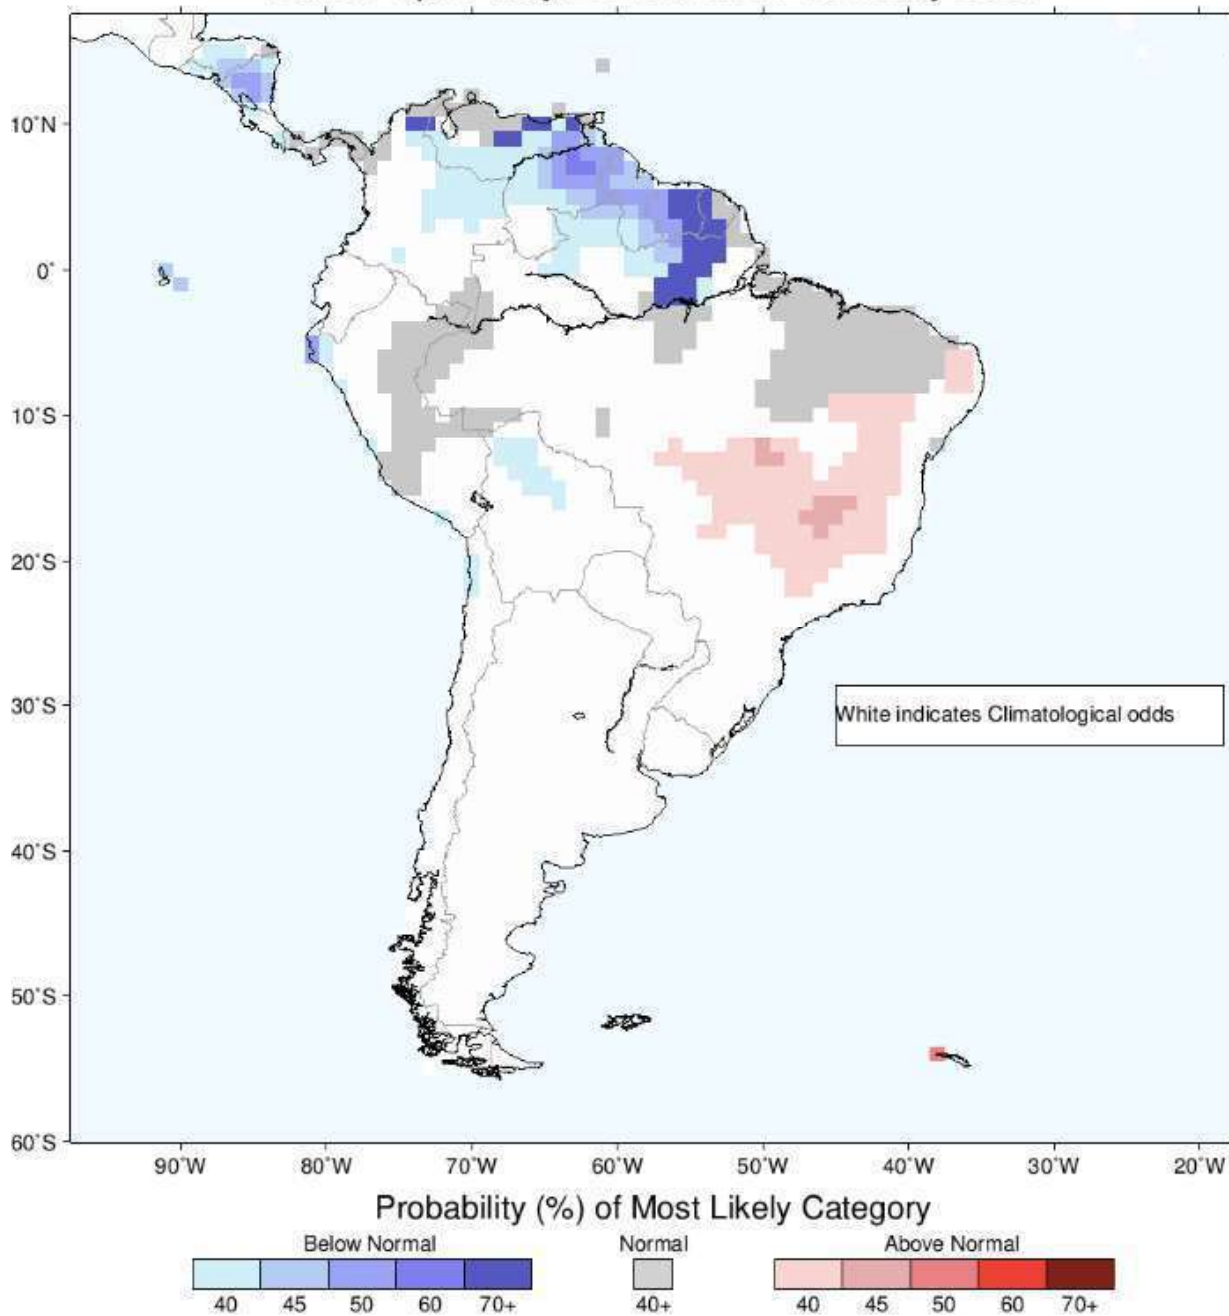 10°N
0°
10°S
20°S
30°S
40°S
50°S
60°S
White indicates Climatological odds
90°W 80°W 70°W 60°W 50°W 40°W 30°W 20°W
Probability (%) of Most Likely Category
Below Normal Normal Above Normal
40 45 50 60 70+ 40+ 40 45 50 60 70+